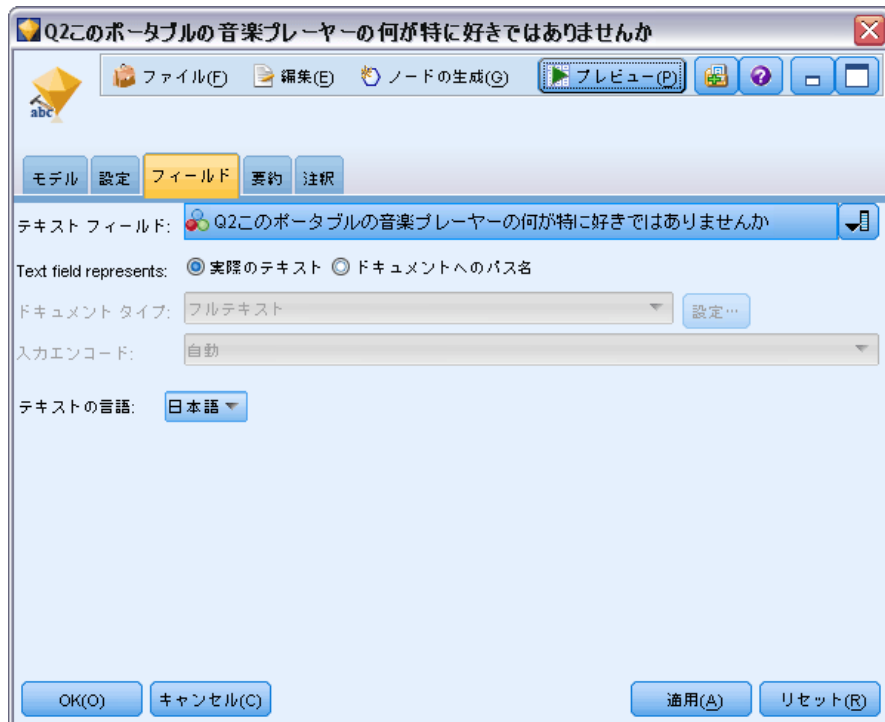 Q2このポータブルの音楽プレーヤーの何が特に好きではありませんか
ファイル(F) 編集(E) ノードの生成(G) プレビュー(P)
abc
モデル 設定 フィールド 要約 注釈
テキスト フィールド: Q2このポータブルの音楽プレーヤーの何が特に好きではありませんか
Text field represents: 実際のテキスト ドキュメントへのパス名
ドキュメント タイプ: フルテキスト 設定…
入力エンコード: 自動
テキストの言語: 日本語
OK(O) キャンセル(C) 適用(A) リセット(R)